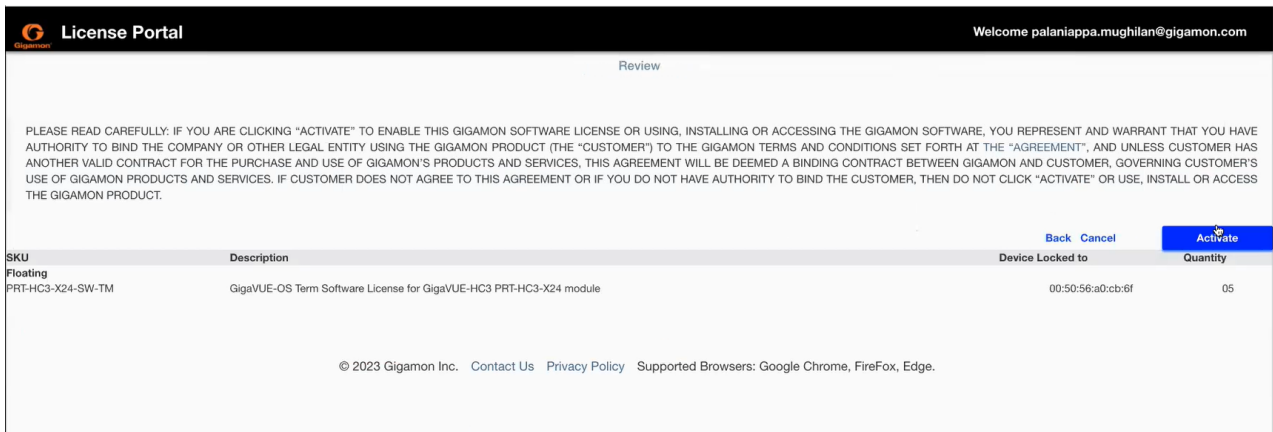 License Portal
Welcome palaniappa.mughilan@gigamon.com
Gigamon
Review
PLEASE READ CAREFULLY: IF YOU ARE CLICKING “ACTIVATE” TO ENABLE THIS GIGAMON SOFTWARE LICENSE OR USING, INSTALLING OR ACCESSING THE GIGAMON SOFTWARE, YOU REPRESENT AND WARRANT THAT YOU HAVE
AUTHORITY TO BIND THE COMPANY OR OTHER LEGAL ENTITY USING THE GIGAMON PRODUCT (THE “CUSTOMER”) TO THE GIGAMON TERMS AND CONDITIONS SET FORTH AT THE “AGREEMENT”, AND UNLESS CUSTOMER HAS
ANOTHER VALID CONTRACT FOR THE PURCHASE AND USE OF GIGAMON’S PRODUCTS AND SERVICES, THIS AGREEMENT WILL BE DEEMED A BINDING CONTRACT BETWEEN GIGAMON AND CUSTOMER, GOVERNING CUSTOMER’S
USE OF GIGAMON PRODUCTS AND SERVICES. IF CUSTOMER DOES NOT AGREE TO THIS AGREEMENT OR IF YOU DO NOT HAVE AUTHORITY TO BIND THE CUSTOMER, THEN DO NOT CLICK “ACTIVATE” OR USE, INSTALL OR ACCESS
THE GIGAMON PRODUCT.
Back Cancel Activate
SKU Description Device Locked to Quantity
Floating
PRT-HC3-X24-SW-TM GigaVUE-OS Term Software License for GigaVUE-HC3 PRT-HC3-X24 module 00:50:56:a0:cb:6f 05
© 2023 Gigamon Inc. Contact Us Privacy Policy Supported Browsers: Google Chrome, FireFox, Edge.